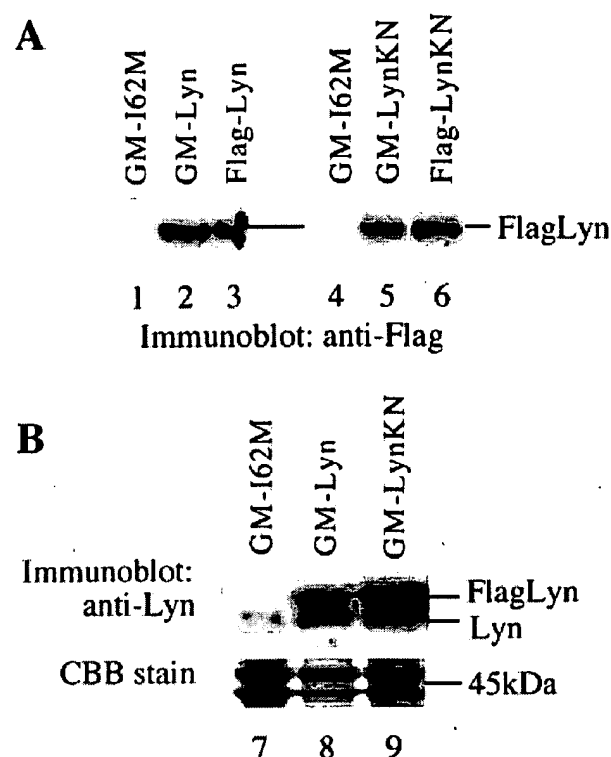 A
GM-I62M
GM-Lyn
Flag-Lyn
GM-I62M
GM-LynKN
Flag-LynKN
FlagLyn
1 2 3 4 5 6
Immunoblot: anti-Flag
B
GM-I62M
GM-Lyn
GM-LynKN
Immunoblot:
anti-Lyn
FlagLyn
Lyn
CBB stain
45kDa
7 8 9